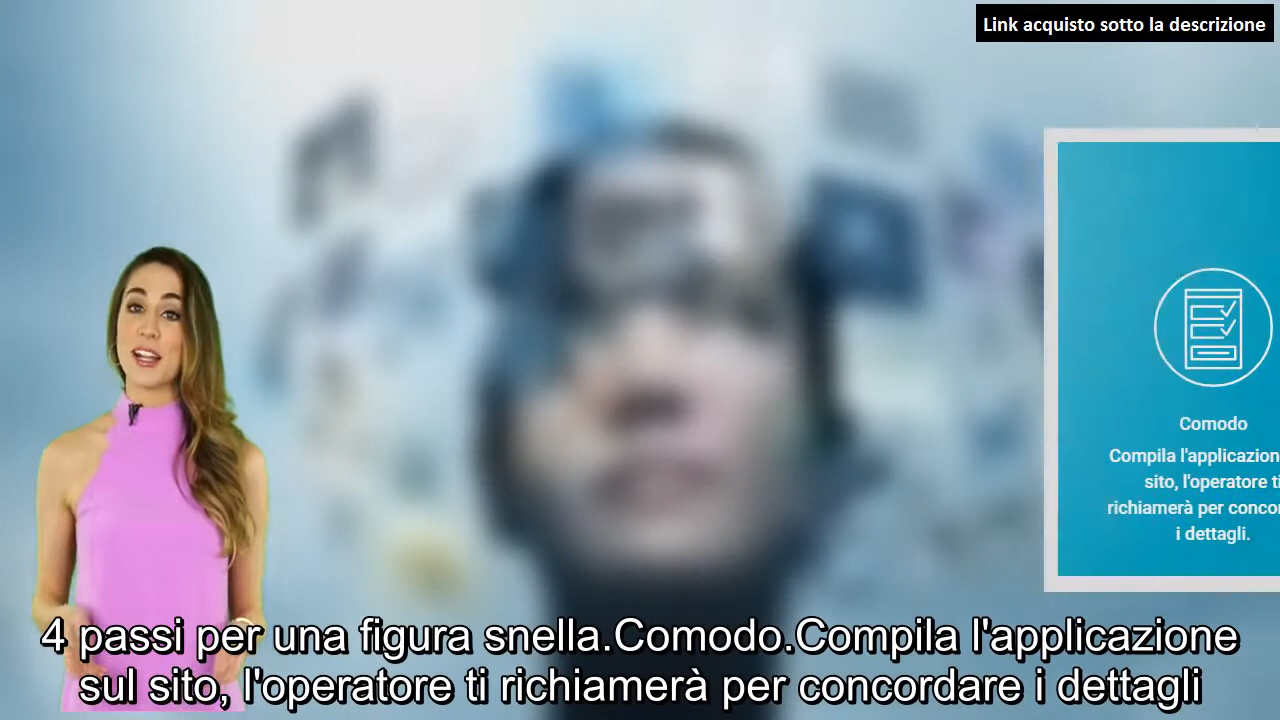 Link acquisto sotto la descrizione
Comodo
Compila l'applicazion
sito, l'operatore ti
richiamerà per conco
i dettagli.
4 passi per una figura snella.Comodo.Compila l'applicazione
sul sito, l'operatore ti richiamerà per concordare i dettagli